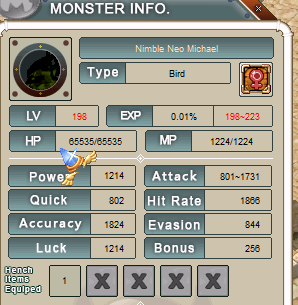 MONSTER INFO.
Nimble Neo Michael
Type Bird
LV 198 EXP 0.01% 198~223
HP 65535/65535 MP 1224/1224
Power 1214 Attack 801~1731
Quick 802 Hit Rate 1866
Accuracy 1824 Evasion 844
Luck 1214 Bonus 256
Hench
Items 1 X X X X
Equiped